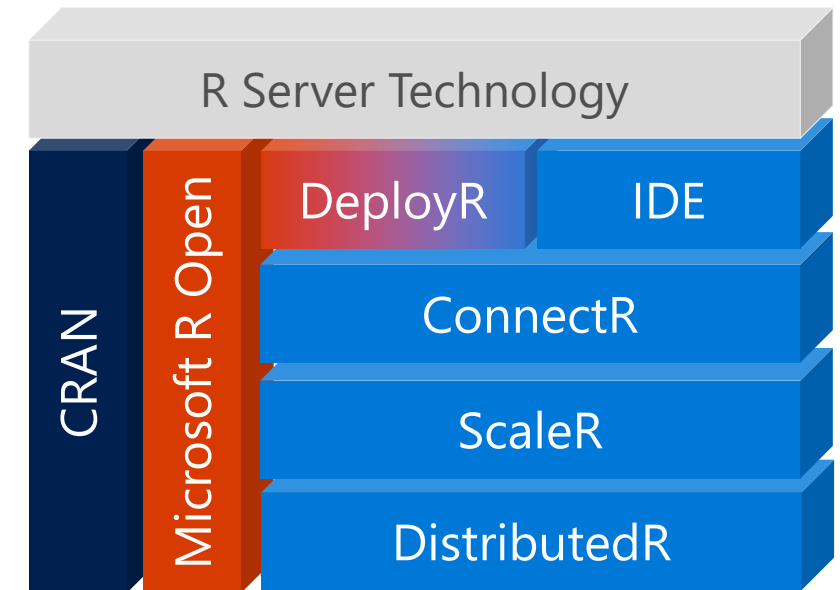 R Server Technology
CRAN
Microsoft R Open
DeployR
IDE
ConnectR
ScaleR
DistributedR